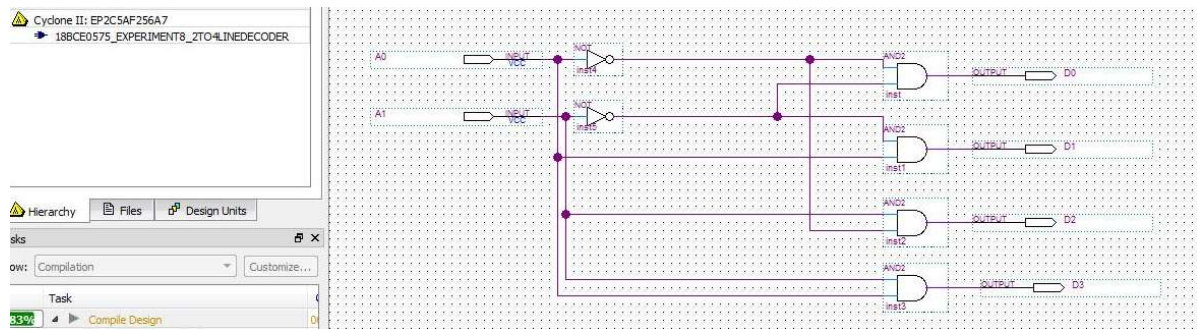 Cyclone II: EP2C5AF256A7
18BCE0575_EXPERIMENT8_2TO4LINEDECODER
Hierarchy Files Design Units
sks
ow: Compilation Customize...
Task
83% Compile Design
A0 INPUT VCC
NOT
inst4
A1 INPUT VCC
NOT
inst5
AND2
inst
OUTPUT D0
AND2
inst1
OUTPUT D1
AND2
inst2
OUTPUT D2
AND2
inst3
OUTPUT D3